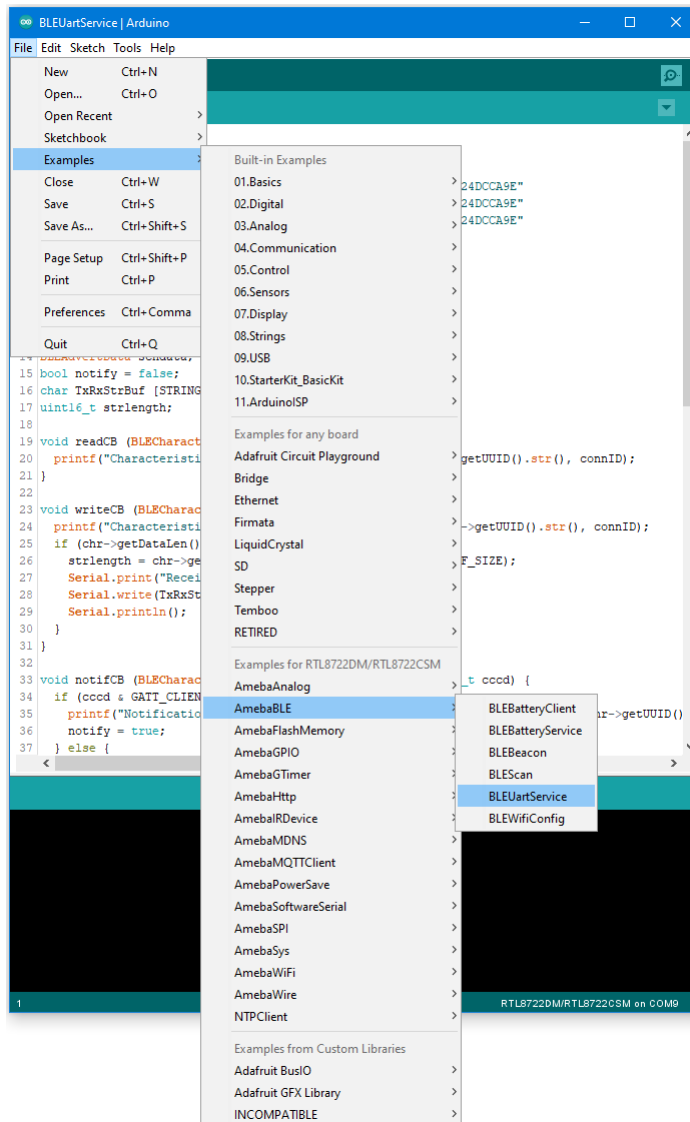 BLEUartService | Arduino
File Edit Sketch Tools Help
New Ctrl+N
Open... Ctrl+O
Open Recent
Sketchbook
Examples
Close Ctrl+W
Save Ctrl+S
Save As... Ctrl+Shift+S
Page Setup Ctrl+Shift+P
Print Ctrl+P
Preferences Ctrl+Comma
Quit Ctrl+Q
Built-in Examples
01.Basics
02.Digital
03.Analog
04.Communication
05.Control
06.Sensors
07.Display
08.Strings
09.USB
10.StarterKit_BasicKit
11.ArduinoISP
Examples for any board
Adafruit Circuit Playground
Bridge
Ethernet
Firmata
LiquidCrystal
SD
Stepper
Temboo
RETIRED
Examples for RTL8722DM/RTL8722CSM
AmebaAnalog
AmebaBLE
AmebaFlashMemory
AmebaGPIO
AmebaGTimer
AmebaHttp
AmebaIRDevice
AmebaMDNS
AmebaMQTTClient
AmebaPowerSave
AmebaSoftwareSerial
AmebaSPI
AmebaSys
AmebaWiFi
AmebaWire
NTPClient
Examples from Custom Libraries
Adafruit BusIO
Adafruit GFX Library
INCOMPATIBLE
BLEBatteryClient
BLEBatteryService
BLEBeacon
BLEScan
BLEUartService
BLEWifiConfig
24DCCA9E"
24DCCA9E"
24DCCA9E"
14
15 bool notify = false;
16 char TxRxStrBuf [STRING
17 uint16_t strlength;
18
19 void readCB (BLECharact
20 printf("Characteristi getUUID().str(), connID);
21 }
22
23 void writeCB (BLECharac
24 printf("Characteristi ->getUUID().str(), connID);
25 if (chr->getDataLen()
26 strlength = chr->ge F_SIZE);
27 Serial.print("Recei
28 Serial.write(TxRxSt
29 Serial.println();
30 }
31 }
32
33 void notifCB (BLECharac _t cccd) {
34 if (cccd & GATT_CLIEN
35 printf("Notificatio hr->getUUID()
36 notify = true;
37 } else {
1 RTL8722DM/RTL8722CSM on COM9